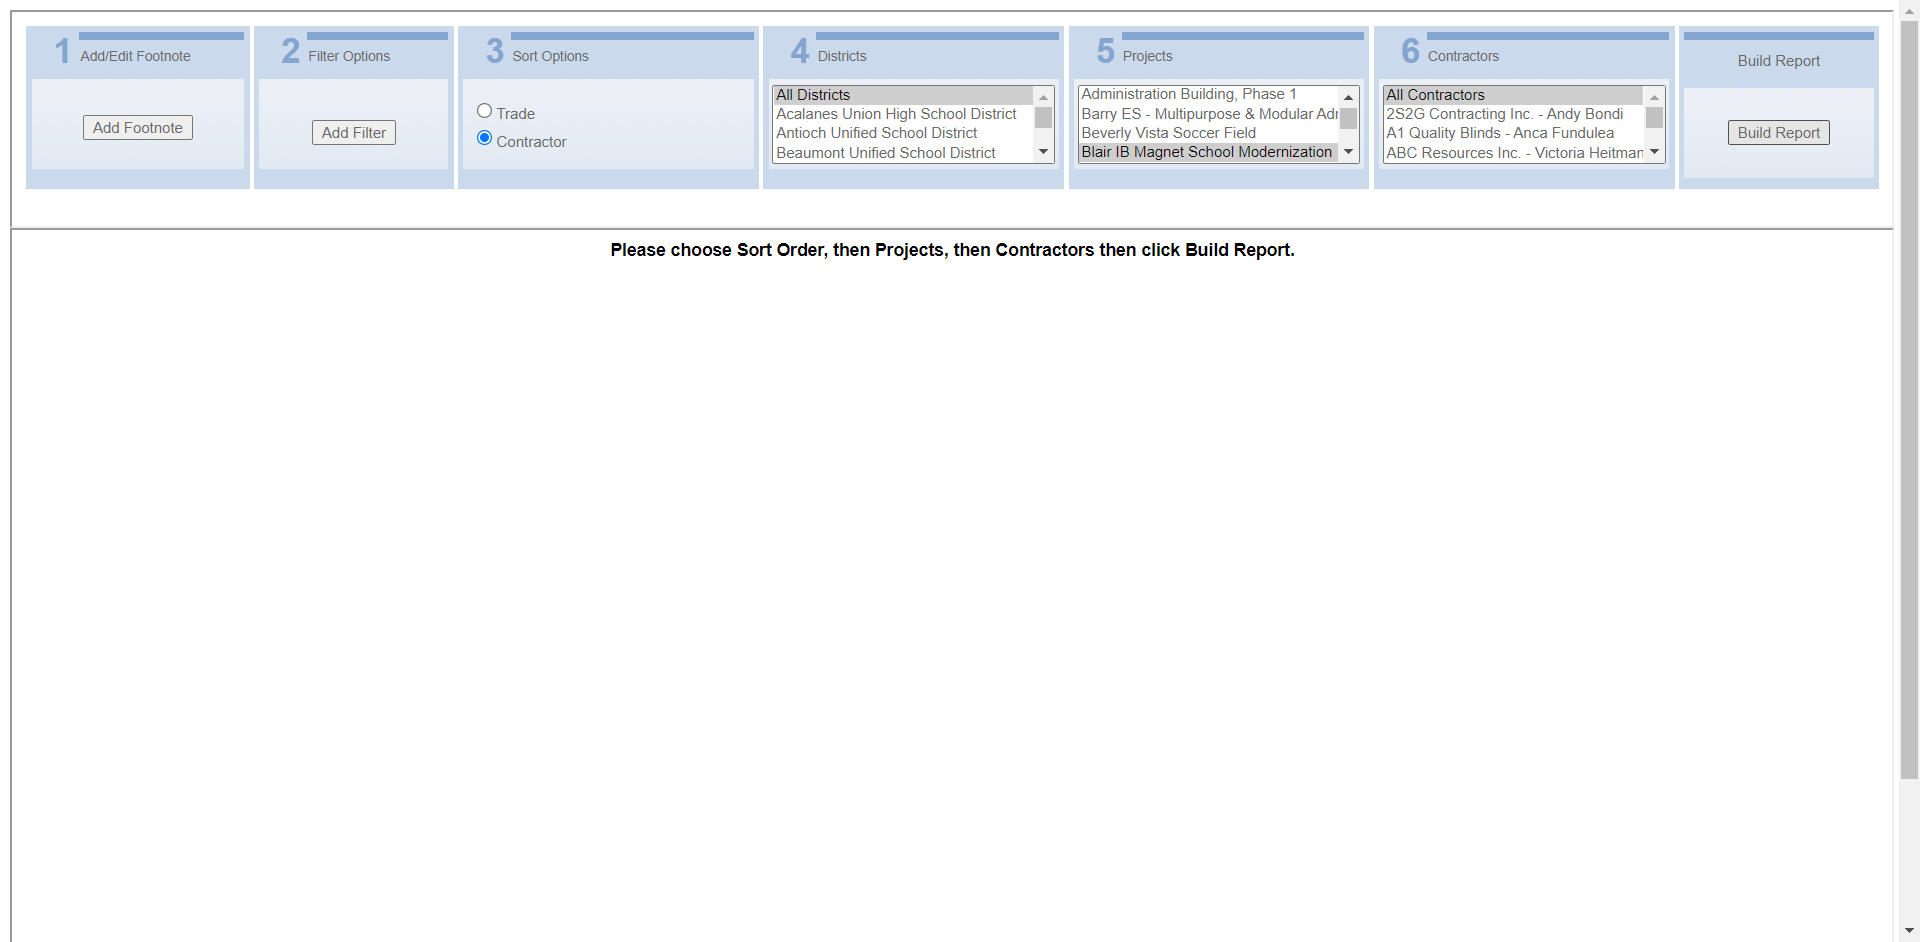 1 Add/Edit Footnote
Add Footnote
2 Filter Options
Add Filter
3 Sort Options
Trade
Contractor
4 Districts
All Districts
Acalanes Union High School District
Antioch Unified School District
Beaumont Unified School District
5 Projects
Administration Building, Phase 1
Barry ES - Multipurpose & Modular Adr
Beverly Vista Soccer Field
Blair IB Magnet School Modernization
6 Contractors
All Contractors
2S2G Contracting Inc. - Andy Bondi
A1 Quality Blinds - Anca Fundulea
ABC Resources Inc. - Victoria Heitman
Build Report
Build Report
Please choose Sort Order, then Projects, then Contractors then click Build Report.